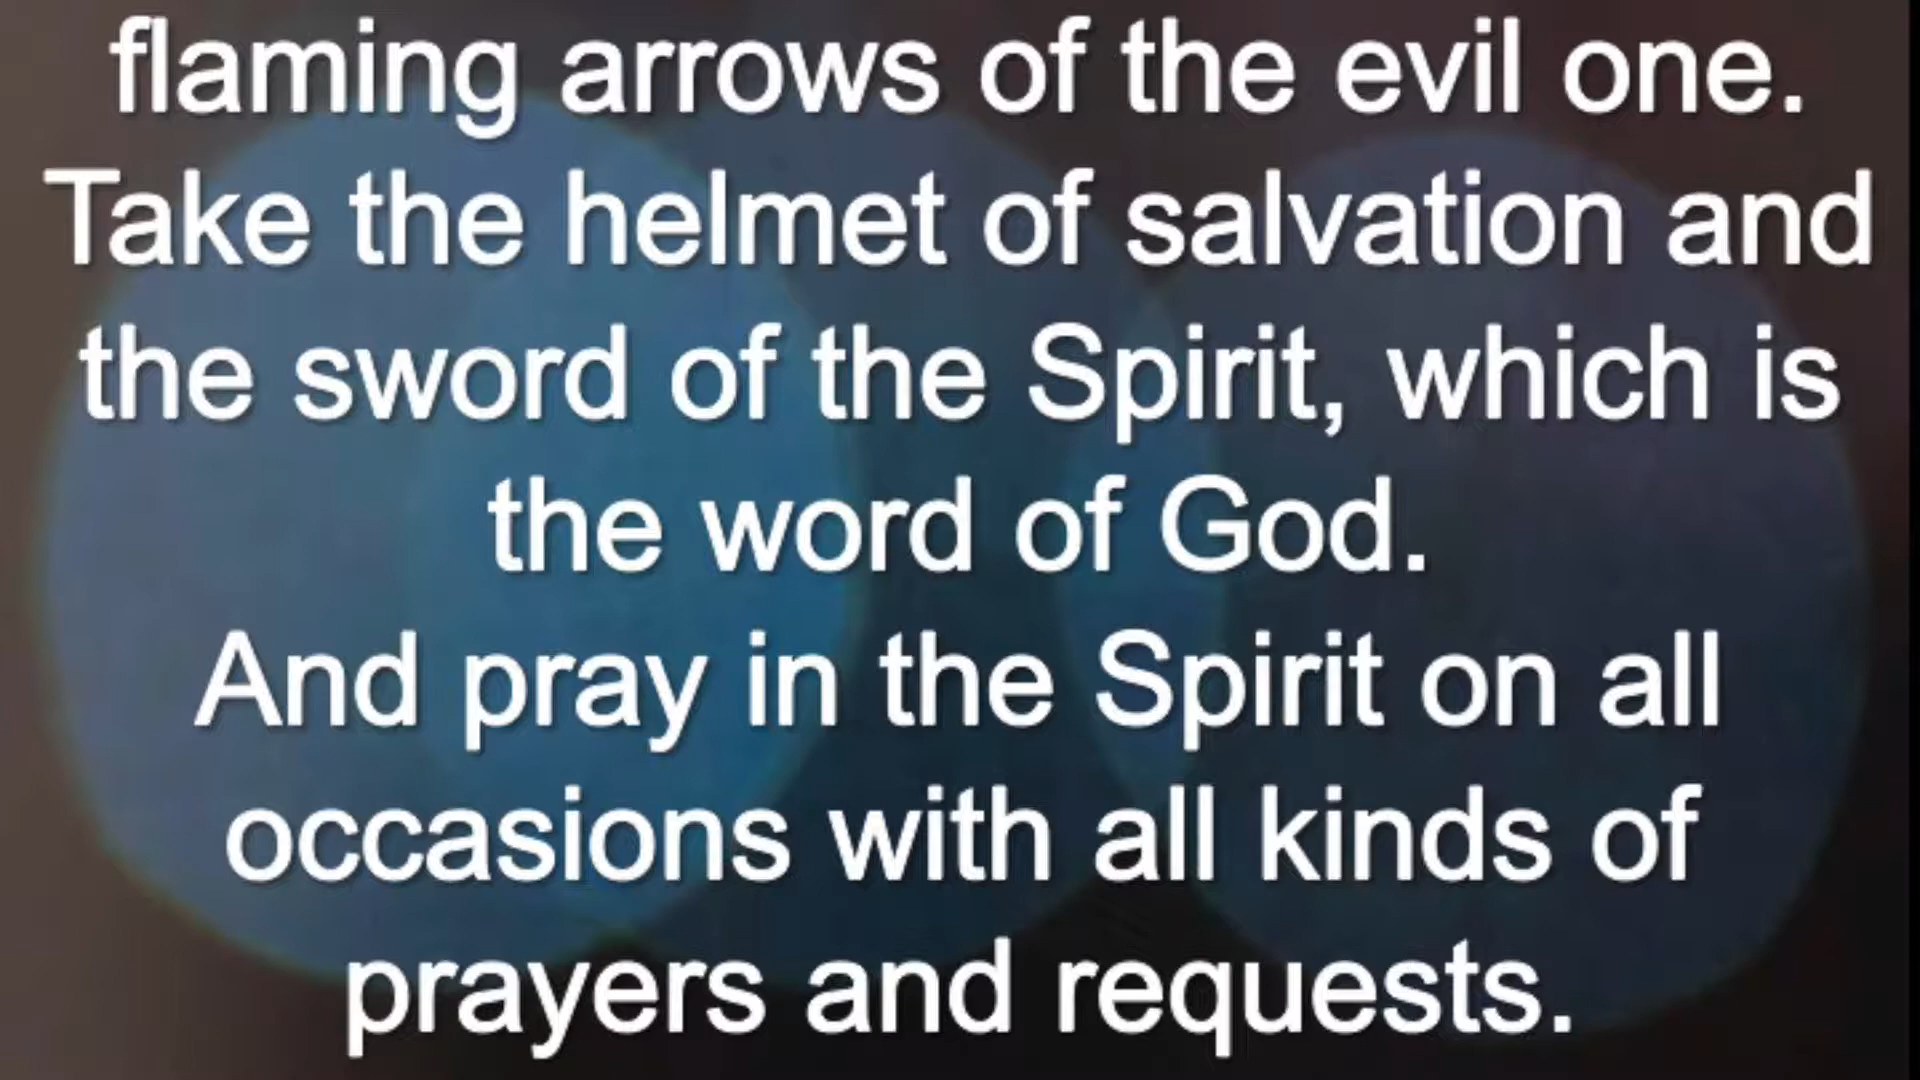 flaming arrows of the evil one.
Take the helmet of salvation and
the sword of the Spirit, which is
the word of God.
And pray in the Spirit on all
occasions with all kinds of
prayers and requests.